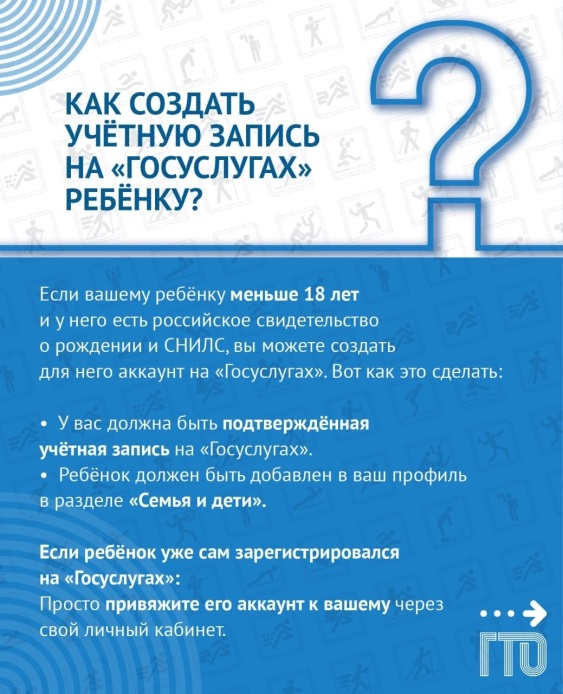 КАК СОЗДАТЬ
УЧЁТНУЮ ЗАПИСЬ
НА «ГОСУСЛУГАХ»
РЕБЁНКУ?
?
Если вашему ребёнку меньше 18 лет
и у него есть российское свидетельство
о рождении и СНИЛС, вы можете создать
для него аккаунт на «Госуслугах». Вот как это сделать:
• У вас должна быть подтверждённая
учётная запись на «Госуслугах».
• Ребёнок должен быть добавлен в ваш профиль
в разделе «Семья и дети».
Если ребёнок уже сам зарегистрировался
на «Госуслугах»:
Просто привяжите его аккаунт к вашему через
свой личный кабинет.
ГТО